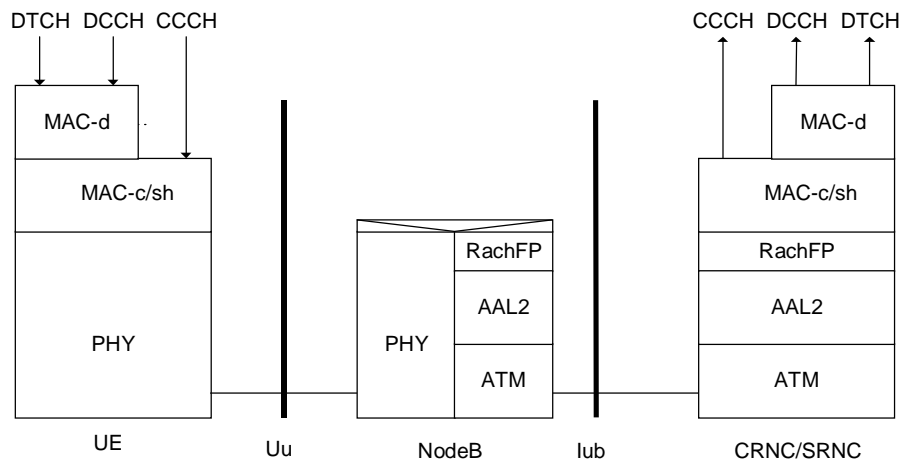 DTCH DCCH CCCH
CCCH DCCH DTCH
MAC-d
MAC-d
MAC-c/sh
MAC-c/sh
RachFP
RachFP
PHY
PHY
AAL2
AAL2
ATM
ATM
UE
Uu
NodeB
Iub
CRNC/SRNC